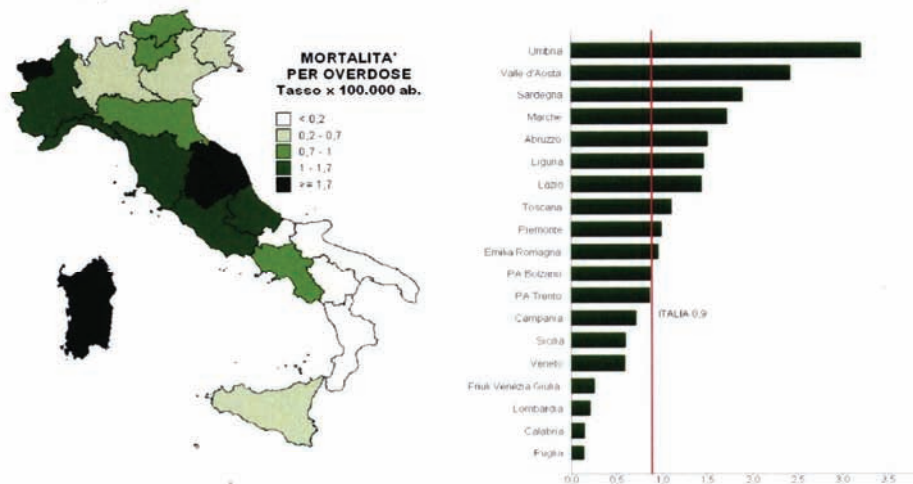 MORTALITA'
PER OVERDOSE
Tasso x 100.000 ab.
< 0,2
0,2 - 0,7
0,7 - 1
1 - 1,7
>= 1,7
Umbria
Valle d'Aosta
Sardegna
Marche
Abruzzo
Liguria
Lazio
Toscana
Piemonte
Emilia Romagna
PA Bolzano
PA Trento
Campania
Sicilia
Veneto
Friuli Venezia Giulia
Lombardia
Calabria
Puglia
ITALIA 0,9
0,0 0,5 1,0 1,5 2,0 2,5 3,0 3,5